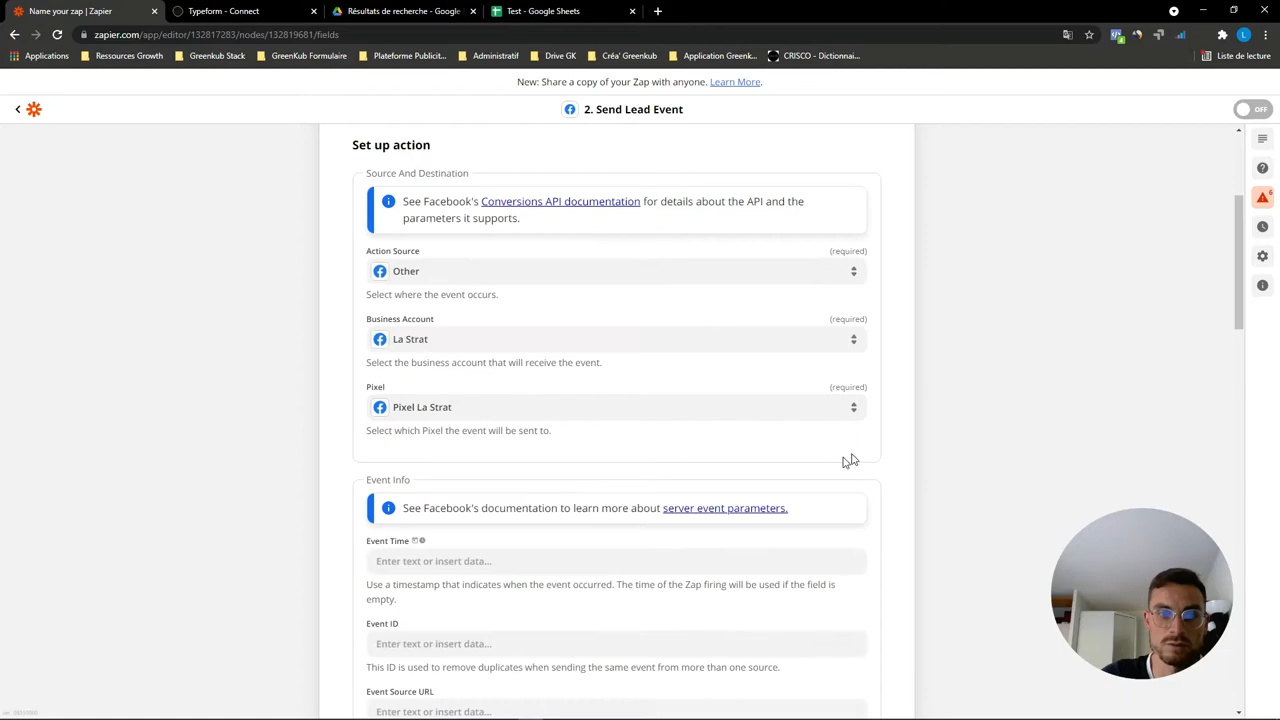 Name your zap | Zapier
Typeform - Connect
Résultats de recherche - Google
Test - Google Sheets
zapier.com/app/editor/132817283/nodes/132819681/fields
Applications
Ressources Growth
Greenkub Stack
GreenKub Formulaire
Plateforme Publicit...
Administratif
Drive GK
Créa' Greenkub
Application Greenk...
CRISCO - Dictionnai...
Liste de lecture
New: Share a copy of your Zap with anyone. Learn More.
2. Send Lead Event
OFF
Set up action
Source And Destination
See Facebook's Conversions API documentation for details about the API and the
parameters it supports.
Action Source
(required)
Other
Select where the event occurs.
Business Account
(required)
La Strat
Select the business account that will receive the event.
Pixel
(required)
Pixel La Strat
Select which Pixel the event will be sent to.
Event Info
See Facebook's documentation to learn more about server event parameters.
Event Time
Enter text or insert data...
Use a timestamp that indicates when the event occurred. The time of the Zap firing will be used if the field is
empty.
Event ID
Enter text or insert data...
This ID is used to remove duplicates when sending the same event from more than one source.
Event Source URL
Enter text or insert data...